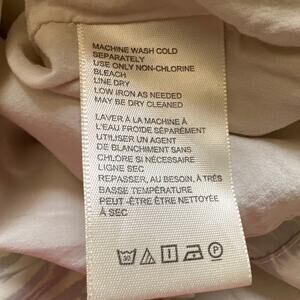 MACHINE WASH COLD
SEPARATELY
USE ONLY NON-CHLORINE
BLEACH
LINE DRY
LOW IRON AS NEEDED
MAY BE DRY CLEANED
LAVER À LA MACHINE À
L'EAU FROIDE SÉPARÉMENT
UTILISER UN AGENT
DE BLANCHIMENT SANS
CHLORE SI NÉCESSAIRE
LIGNE SEC
REPASSER, AU BESOIN, À TRÉS
BASSE TEMPÉRATURE
PEUT -ÊTRE ÊTRE NETTOYÉE
À SEC
30 P